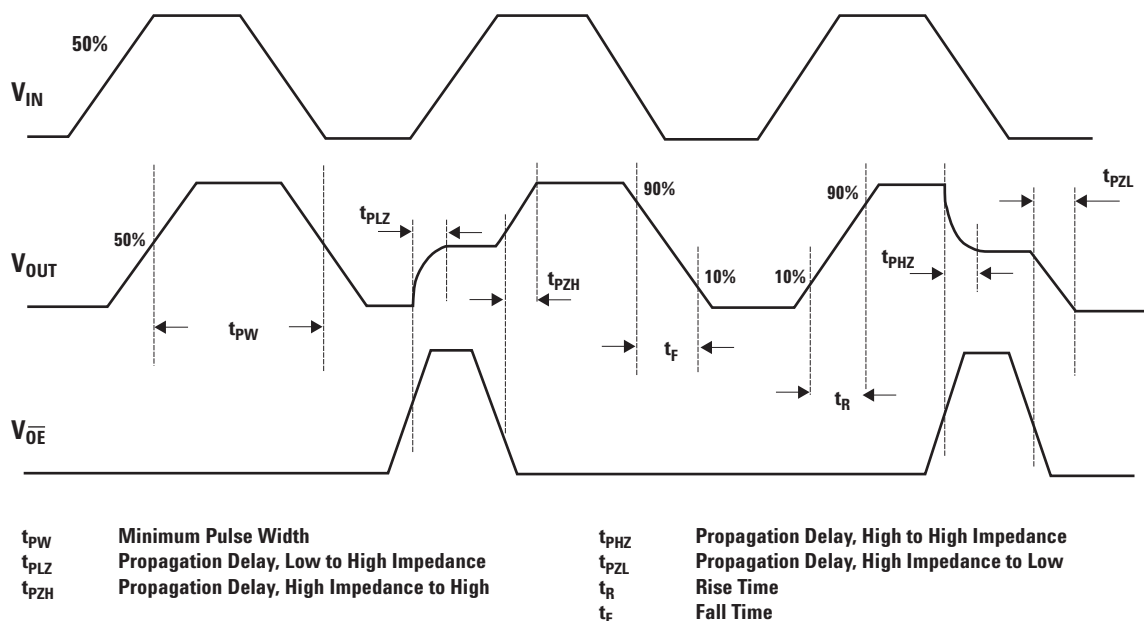 50%
VIN
90%
90%
tPZL
tPLZ
50%
VOUT
10%
10%
tPHZ
tPZH
tPW
tF
tR
VOE
tPW Minimum Pulse Width
tPLZ Propagation Delay, Low to High Impedance
tPZH Propagation Delay, High Impedance to High
tPHZ Propagation Delay, High to High Impedance
tPZL Propagation Delay, High Impedance to Low
tR Rise Time
tF Fall Time